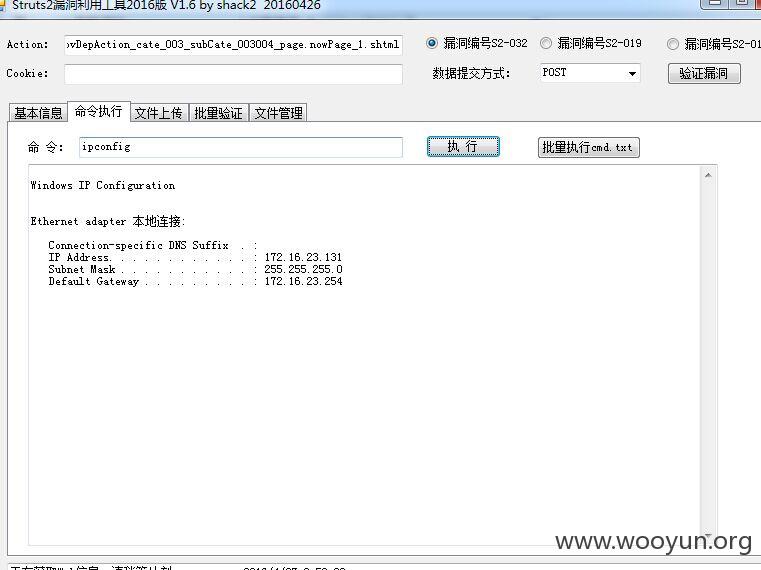 Struts2漏洞利用工具2016版 V1.6 by shack2 20160426
Action: ovDepAction_cate_003_subCate_003004_page.nowPage_1.shtml 漏洞编号S2-032 漏洞编号S2-019 漏洞编号S2-01
Cookie: 数据提交方式: POST 验证漏洞
基本信息 命令执行 文件上传 批量验证 文件管理
命 令: ipconfig 执 行 批量执行cmd.txt
Windows IP Configuration
Ethernet adapter 本地连接:
Connection-specific DNS Suffix . :
IP Address. . . . . . . . . . . . : 172.16.23.131
Subnet Mask . . . . . . . . . . . : 255.255.255.0
Default Gateway . . . . . . . . . : 172.16.23.254
www.wooyun.org